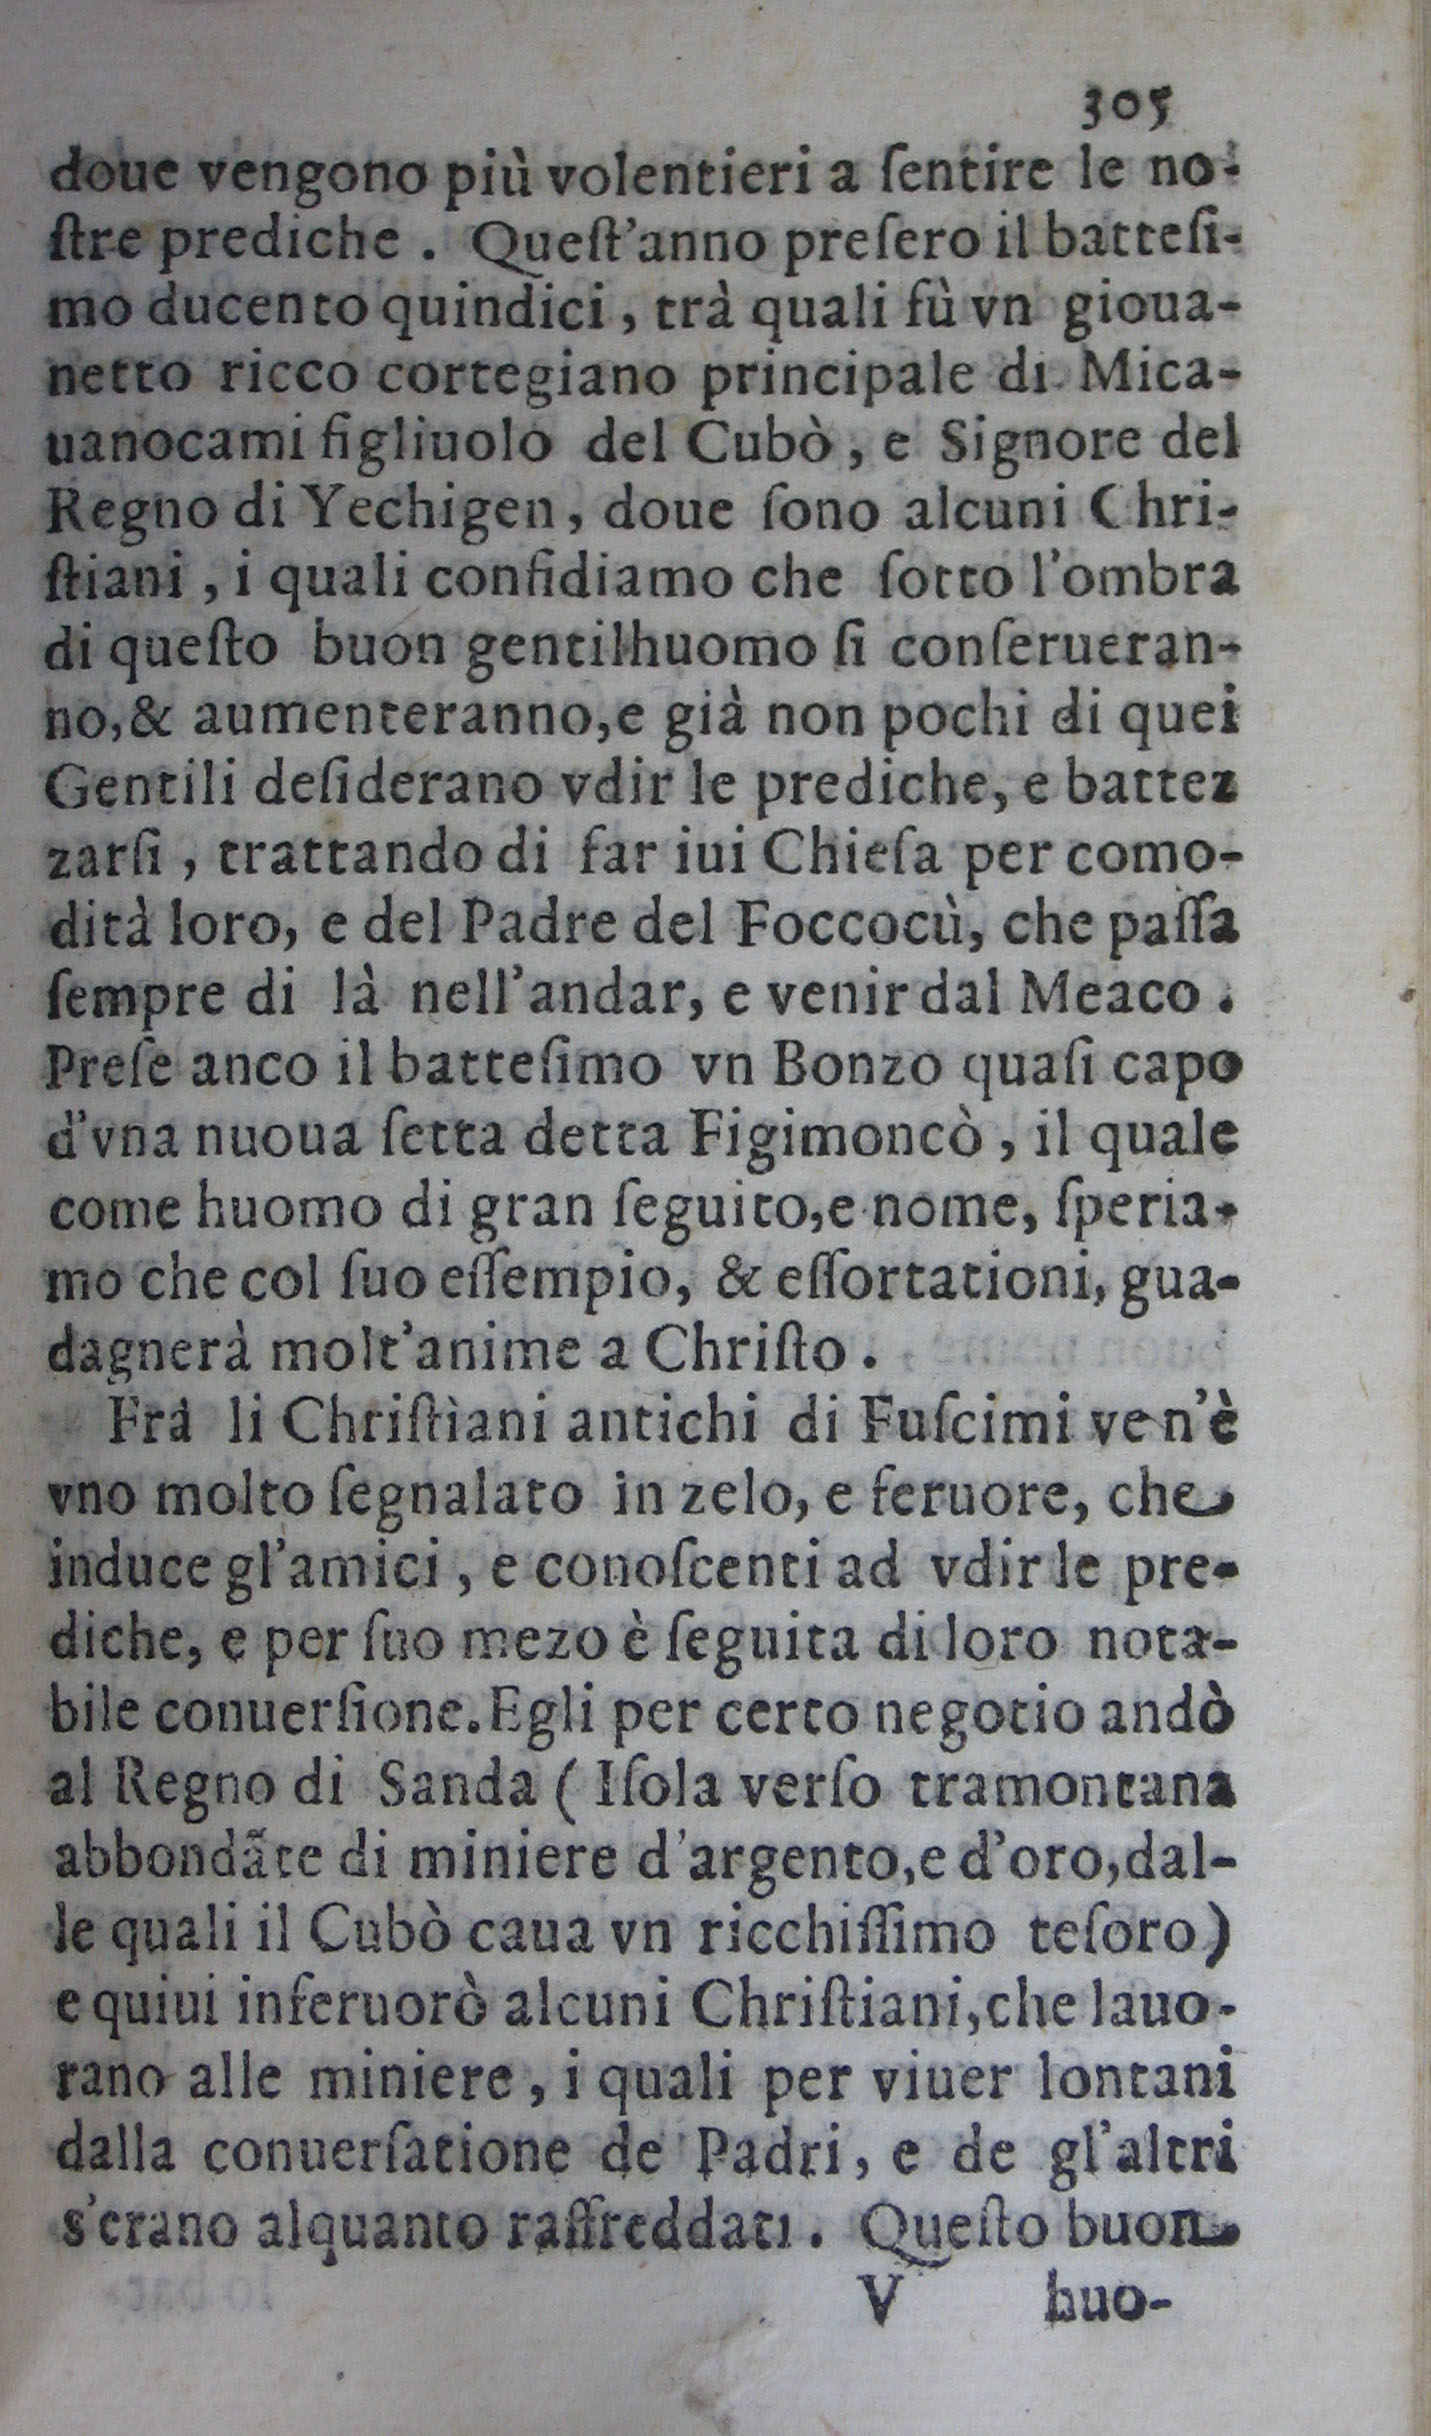 305
doue vengono più volentieri a ſentire le no-
ſtre prediche . Queſt'anno preſero il batteſi-
mo ducento quindici , trà quali fù vn gioua-
netto ricco cortegiano principale di Mica-
uanocami figliuolo del Cubò , e Signore del
Regno di Yechigen , doue ſono alcuni Chri-
ſtiani , i quali confidiamo che ſotto l'ombra
di queſto buon gentilhuomo ſi conſerueran-
no,& aumenteranno,e già non pochi di quei
Gentili deſiderano vdir le prediche, e battez
zarſi , trattando di far iui Chieſa per como-
dità loro, e del Padre del Foccocù, che paſſa
ſempre di là nell'andar, e venir dal Meaco .
Preſe anco il batteſimo vn Bonzo quaſi capo
d'vna nuoua ſetta detta Figimoncò , il quale
come huomo di gran ſeguito,e nome, ſperia-
mo che col ſuo eſſempio, & eſſortationi, gua-
dagnerà molt'anime a Chriſto .
Frà li Chriſtiani antichi di Fuſcimi ve n'è
vno molto ſegnalato in zelo, e feruore, che
induce gl'amici , e conoſcenti ad vdir le pre-
diche, e per ſuo mezo è ſeguita di loro nota-
bile conuerſione. Egli per certo negotio andò
al Regno di Sanda ( Iſola verſo tramontana
abbondãte di miniere d'argento,e d'oro,dal-
le quali il Cubò caua vn ricchiſſimo teſoro)
e quiui inferuorò alcuni Chriſtiani,che lauo-
rano alle miniere , i quali per viuer lontani
dalla conuerſatione de Padri, e de gl'altri
s'erano alquanto raffreddati . Queſto buon
V huo-